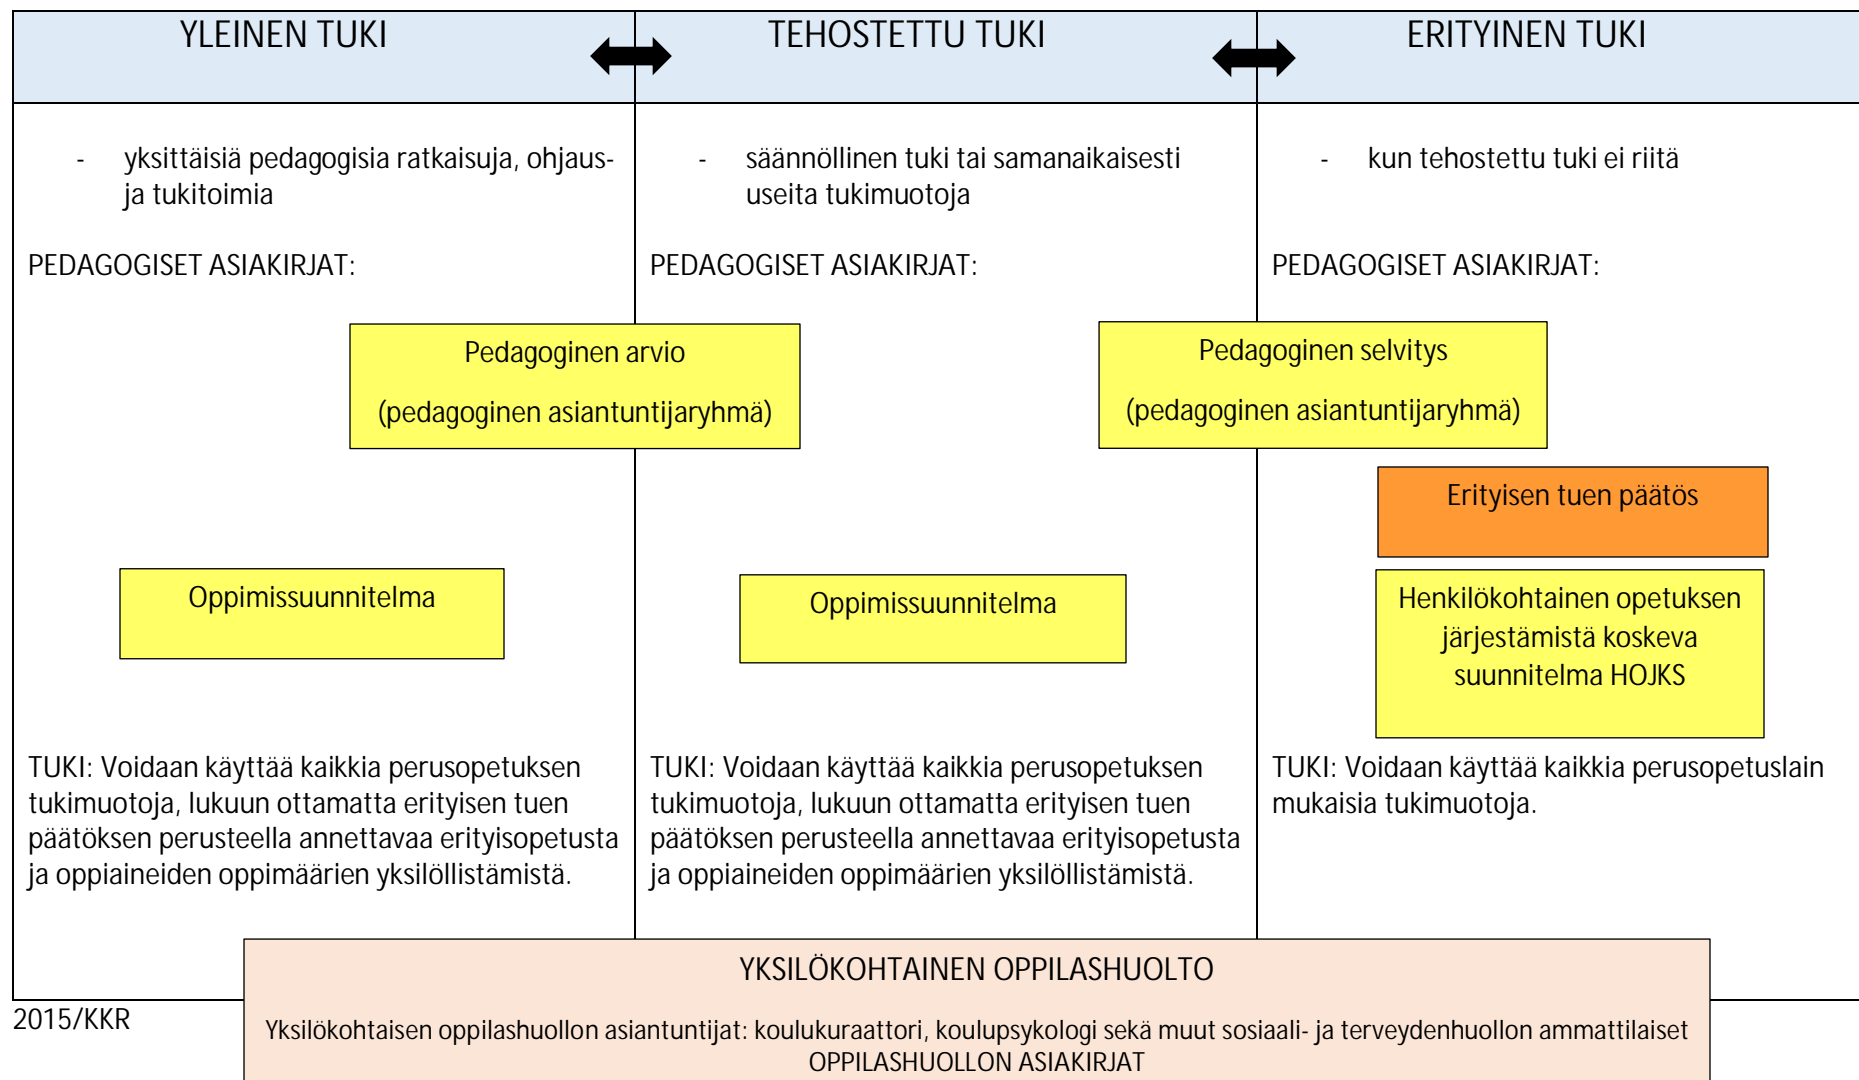 YLEINEN TUKI
TEHOSTETTU TUKI
ERITYINEN TUKI
- yksittäisiä pedagogisia ratkaisuja, ohjaus-
ja tukitoimia
PEDAGOGISET ASIAKIRJAT:
- säännöllinen tuki tai samanaikaisesti
useita tukimuotoja
PEDAGOGISET ASIAKIRJAT:
- kun tehostettu tuki ei riitä
PEDAGOGISET ASIAKIRJAT:
Pedagoginen arvio
(pedagoginen asiantuntijaryhmä)
Pedagoginen selvitys
(pedagoginen asiantuntijaryhmä)
Erityisen tuen päätös
Oppimissuunnitelma
Oppimissuunnitelma
Henkilökohtainen opetuksen
järjestämistä koskeva
suunnitelma HOJKS
TUKI: Voidaan käyttää kaikkia perusopetuksen
tukimuotoja, lukuun ottamatta erityisen tuen
päätöksen perusteella annettavaa erityisopetusta
ja oppiaineiden oppimäärien yksilöllistämistä.
TUKI: Voidaan käyttää kaikkia perusopetuksen
tukimuotoja, lukuun ottamatta erityisen tuen
päätöksen perusteella annettavaa erityisopetusta
ja oppiaineiden oppimäärien yksilöllistämistä.
TUKI: Voidaan käyttää kaikkia perusopetuslain
mukaisia tukimuotoja.
YKSILÖKOHTAINEN OPPILASHUOLTO
Yksilökohtaisen oppilashuollon asiantuntijat: koulukuraattori, koulupsykologi sekä muut sosiaali- ja terveydenhuollon ammattilaiset
OPPILASHUOLLON ASIAKIRJAT
2015/KKR